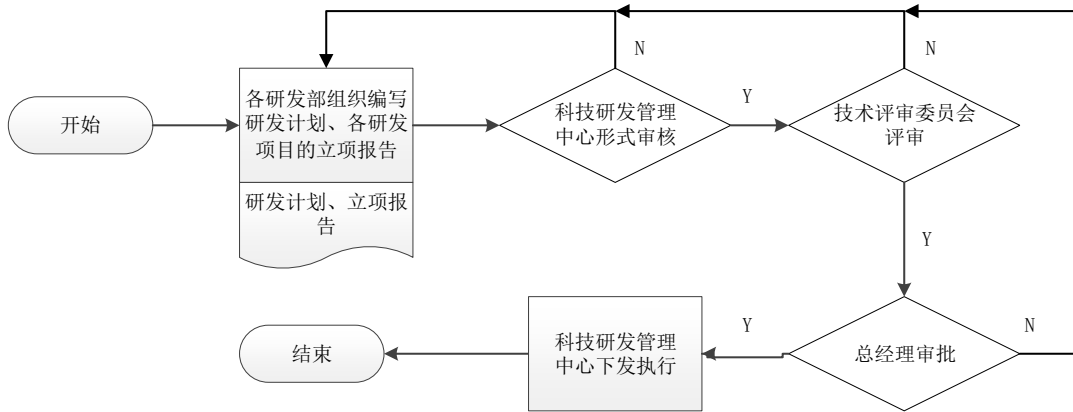 N
N
开始
各研发部组织编写
研发计划、各研发
项目的立项报告
科技研发管理
中心形式审核
Y
技术评审委员会
评审
研发计划、立项报
告
Y
结束
科技研发管理
中心下发执行
Y
总经理审批
N